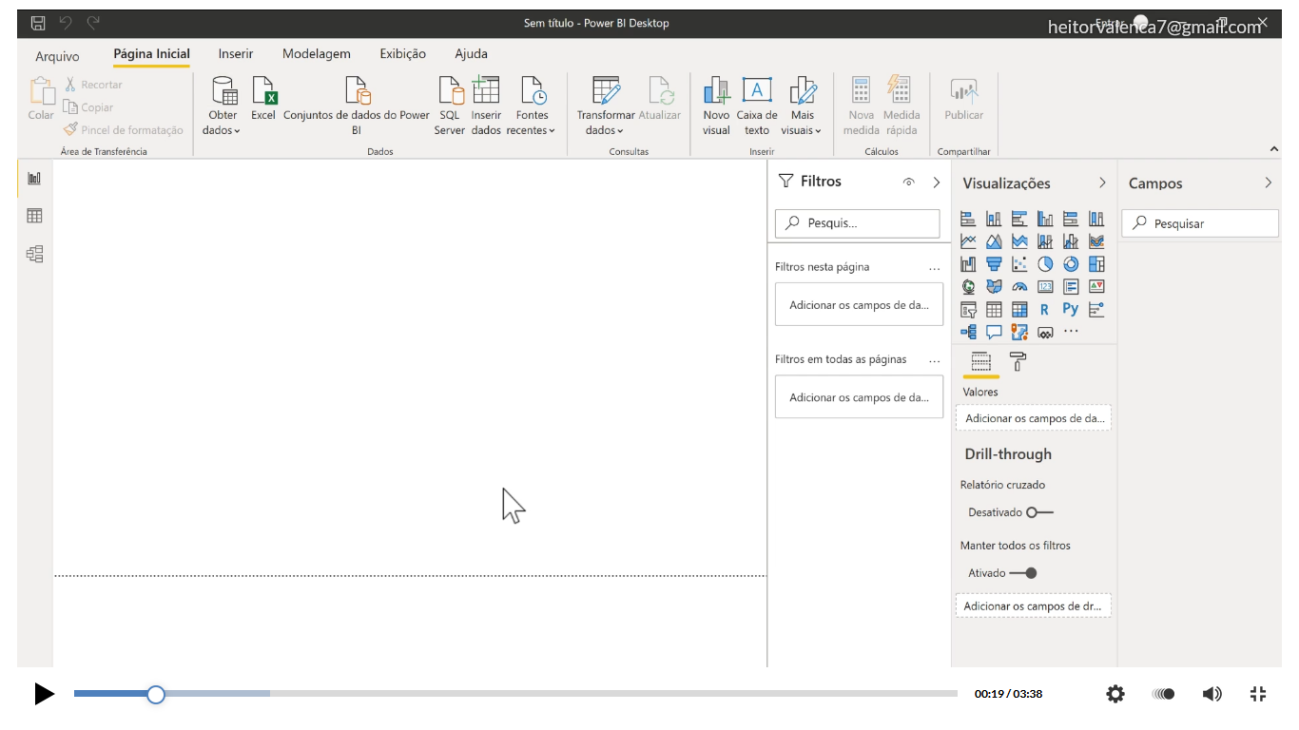 Sem título - Power BI Desktop
heitorvalenca7@gmail.com
Arquivo Página Inicial Inserir Modelagem Exibição Ajuda
Colar
Recortar
Copiar
Pincel de formatação
Área de Transferência
Obter dados
Excel
Conjuntos de dados do Power BI
SQL Server
Inserir dados
Fontes recentes
Dados
Transformar dados
Atualizar
Consultas
Novo visual
Caixa de texto
Mais visuais
Inserir
Nova medida
Medida rápida
Cálculos
Publicar
Compartilhar
Filtros
Pesquis...
Filtros nesta página ...
Adicionar os campos de da...
Filtros em todas as páginas ...
Adicionar os campos de da...
Visualizações
123
R Py
...
Valores
Adicionar os campos de da...
Drill-through
Relatório cruzado
Desativado
Manter todos os filtros
Ativado
Adicionar os campos de dr...
Campos
Pesquisar
00:19 / 03:38